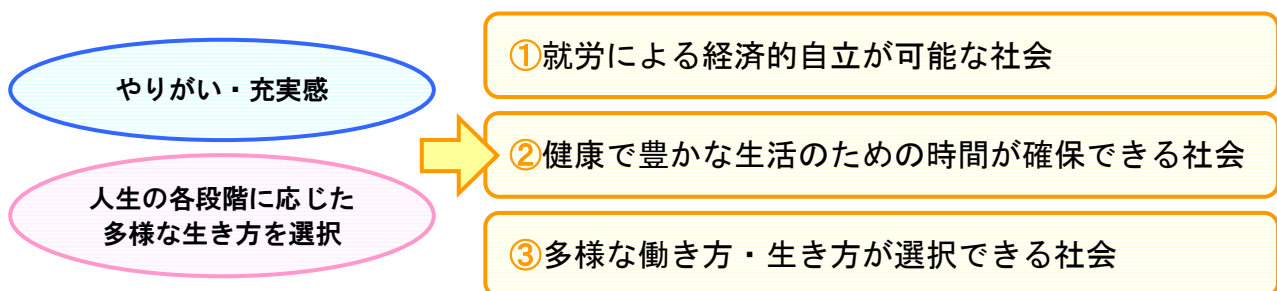 やりがい・充実感
人生の各段階に応じた
多様な生き方を選択
①就労による経済的自立が可能な社会
②健康で豊かな生活のための時間が確保できる社会
③多様な働き方・生き方が選択できる社会